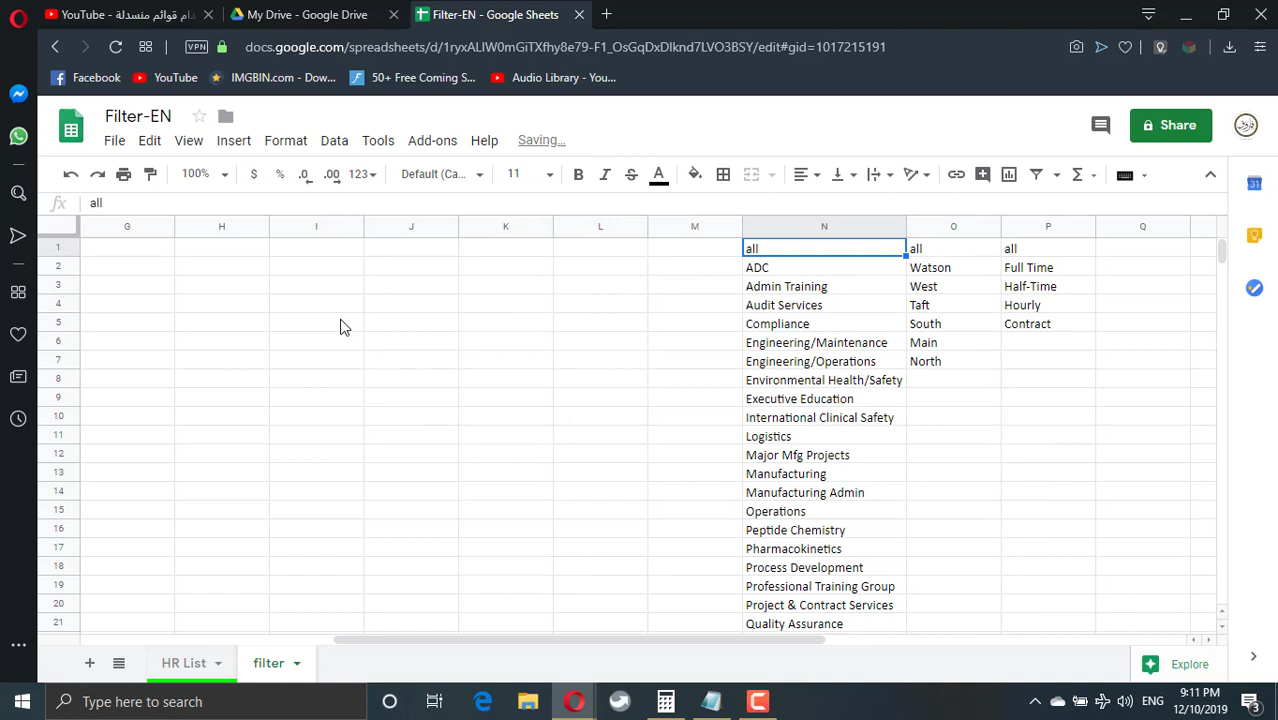 YouTube - دام قوائم منسدلة
My Drive - Google Drive
Filter-EN - Google Sheets
VPN
docs.google.com/spreadsheets/d/1ryxALIW0mGiTXfhy8e79-F1_OsGqDxDlknd7LVO3BSY/edit#gid=1017215191
Facebook
YouTube
IMGBIN.com - Dow...
50+ Free Coming S...
Audio Library - You...
Filter-EN
Share
File Edit View Insert Format Data Tools Add-ons Help Saving...
100% $ % .0 .00 123 Default (Ca... 11 B I S A
fx all
G H I J K L M N O P Q
1 all all all
2 ADC Watson Full Time
3 Admin Training West Half-Time
4 Audit Services Taft Hourly
5 Compliance South Contract
6 Engineering/Maintenance Main
7 Engineering/Operations North
8 Environmental Health/Safety
9 Executive Education
10 International Clinical Safety
11 Logistics
12 Major Mfg Projects
13 Manufacturing
14 Manufacturing Admin
15 Operations
16 Peptide Chemistry
17 Pharmacokinetics
18 Process Development
19 Professional Training Group
20 Project & Contract Services
21 Quality Assurance
HR List
filter
Explore
Type here to search
ENG
9:11 PM
12/10/2019
3